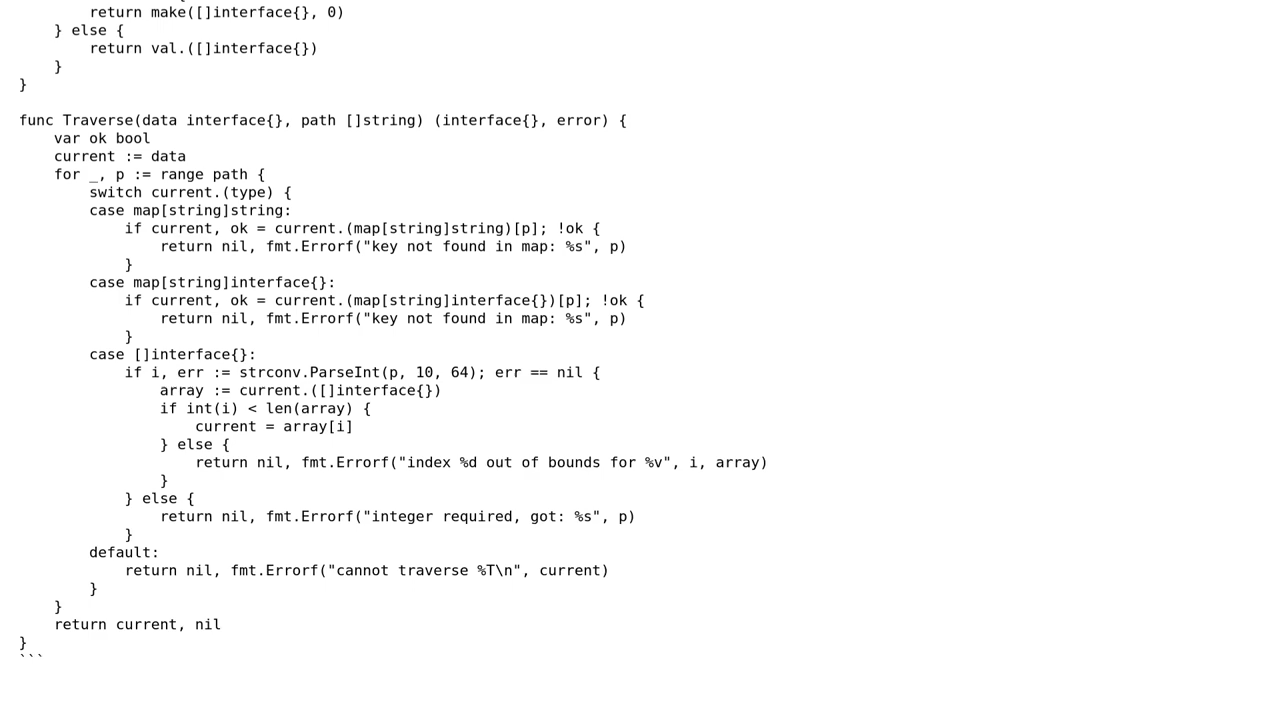 return make([]interface{}, 0)
    } else {
        return val.([]interface{})
    }
}

func Traverse(data interface{}, path []string) (interface{}, error) {
    var ok bool
    current := data
    for _, p := range path {
        switch current.(type) {
        case map[string]string:
            if current, ok = current.(map[string]string)[p]; !ok {
                return nil, fmt.Errorf("key not found in map: %s", p)
            }
        case map[string]interface{}:
            if current, ok = current.(map[string]interface{})[p]; !ok {
                return nil, fmt.Errorf("key not found in map: %s", p)
            }
        case []interface{}:
            if i, err := strconv.ParseInt(p, 10, 64); err == nil {
                array := current.([]interface{})
                if int(i) < len(array) {
                    current = array[i]
                } else {
                    return nil, fmt.Errorf("index %d out of bounds for %v", i, array)
                }
            } else {
                return nil, fmt.Errorf("integer required, got: %s", p)
            }
        default:
            return nil, fmt.Errorf("cannot traverse %T\n", current)
        }
    }
    return current, nil
}
```